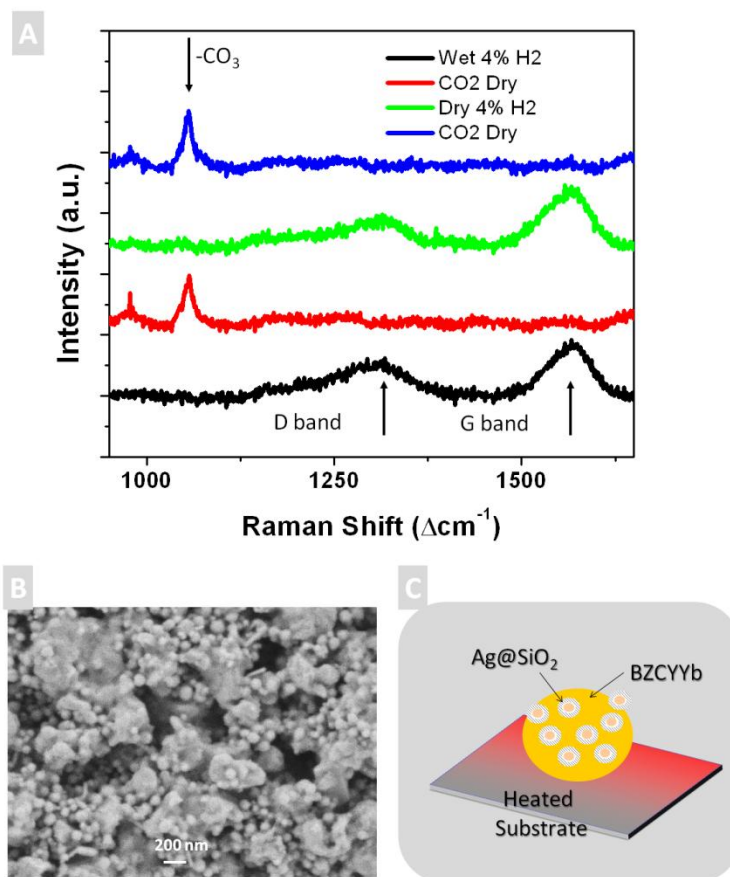 A
-CO₃
Wet 4% H2
CO2 Dry
Dry 4% H2
CO2 Dry
Intensity (a.u.)
D band
G band
1000
1250
1500
Raman Shift (Δcm⁻¹)
B
200 nm
C
Ag@SiO₂
BZCYYb
Heated
Substrate